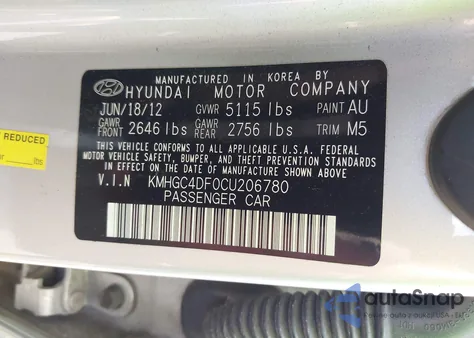 MANUFACTURED IN KOREA BY
HYUNDAI MOTOR COMPANY
JUN/18/12 GVWR 5115 lbs PAINT AU
GAWR FRONT 2646 lbs GAWR REAR 2756 lbs TRIM M5
THIS VEHICLE CONFORMS TO ALL APPLICABLE U.S. FEDERAL
SAFETY, BUMPER, AND THEFT PREVENTION STANDARDS
IN EFFECT ON THE DATE OF MANUFACTURE SHOWN ABOVE
V.I.N KMHGC4DF0CU206780
PASSENGER CAR
REDUCED
lbs
autoSnap